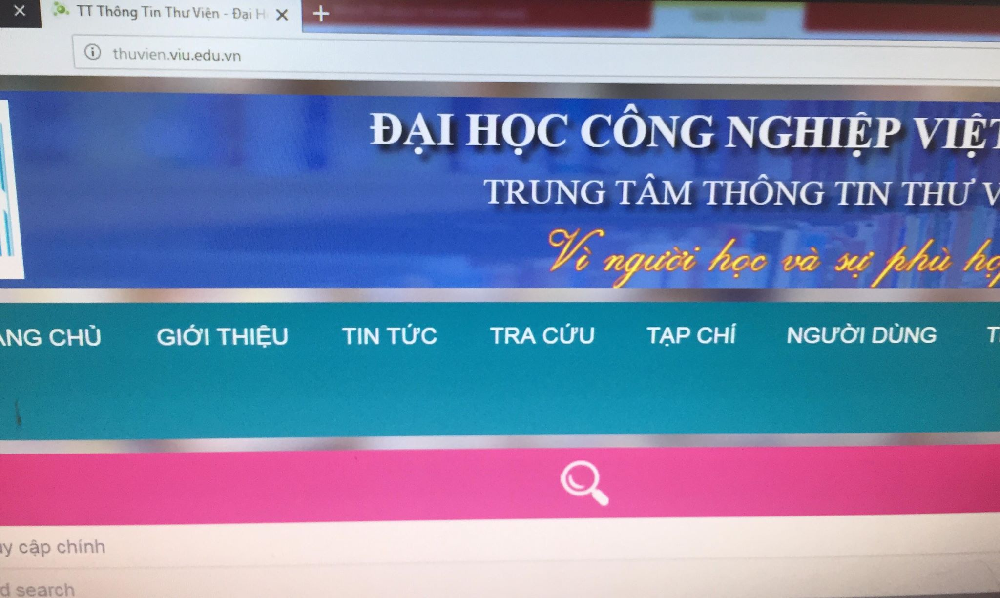 TT Thông Tin Thư Viện - Đại H
thuvien.viu.edu.vn
ĐẠI HỌC CÔNG NGHIỆP VIỆT
TRUNG TÂM THÔNG TIN THƯ V
Vì người học và sự phù hợ
ANG CHỦ GIỚI THIỆU TIN TỨC TRA CỨU TẠP CHÍ NGƯỜI DÙNG T
uy cập chính
d search